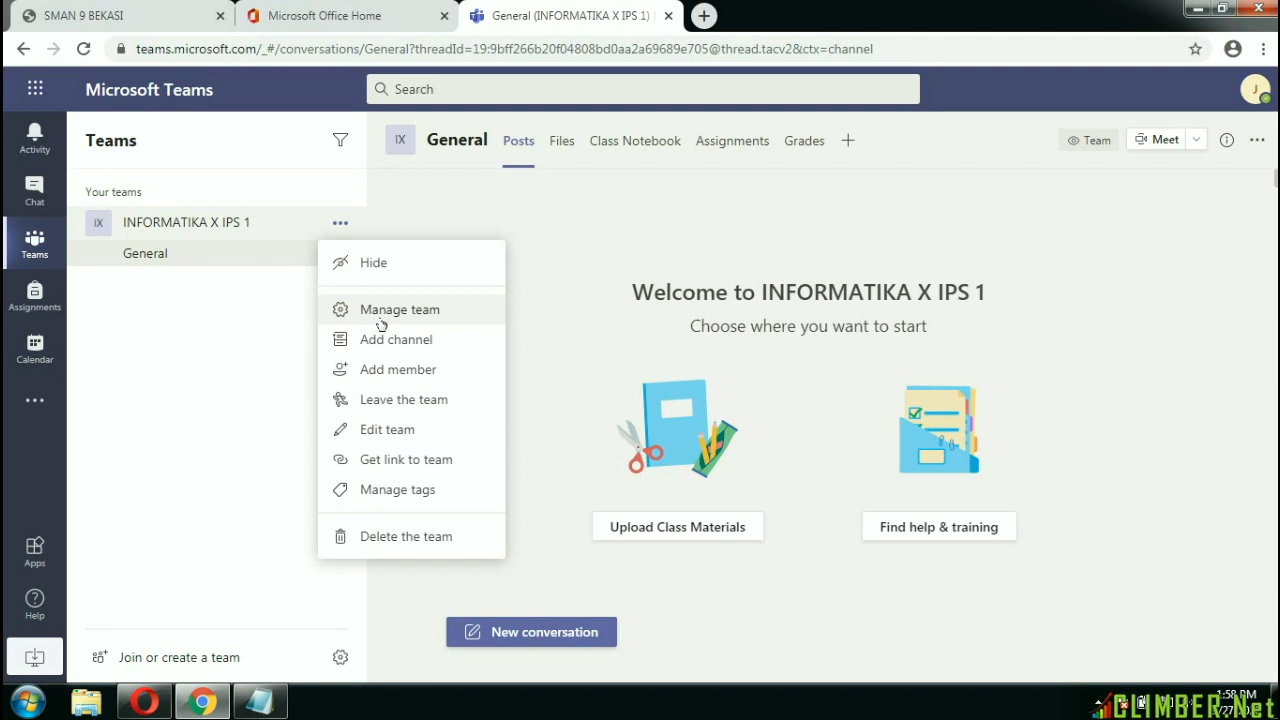 SMAN 9 BEKASI
Microsoft Office Home
General (INFORMATIKA X IPS 1)
teams.microsoft.com/_#/conversations/General?threadId=19:9bff266b20f04808bd0aa2a69689e705@thread.tacv2&ctx=channel
Microsoft Teams
Search
J
Activity
Chat
Teams
Assignments
Calendar
Apps
Help
Teams
Your teams
IX INFORMATIKA X IPS 1
General
Hide
Manage team
Add channel
Add member
Leave the team
Edit team
Get link to team
Manage tags
Delete the team
Join or create a team
IX General Posts Files Class Notebook Assignments Grades
Team Meet
Welcome to INFORMATIKA X IPS 1
Choose where you want to start
Upload Class Materials
Find help & training
New conversation
1:58 PM
CLIMBER.Net